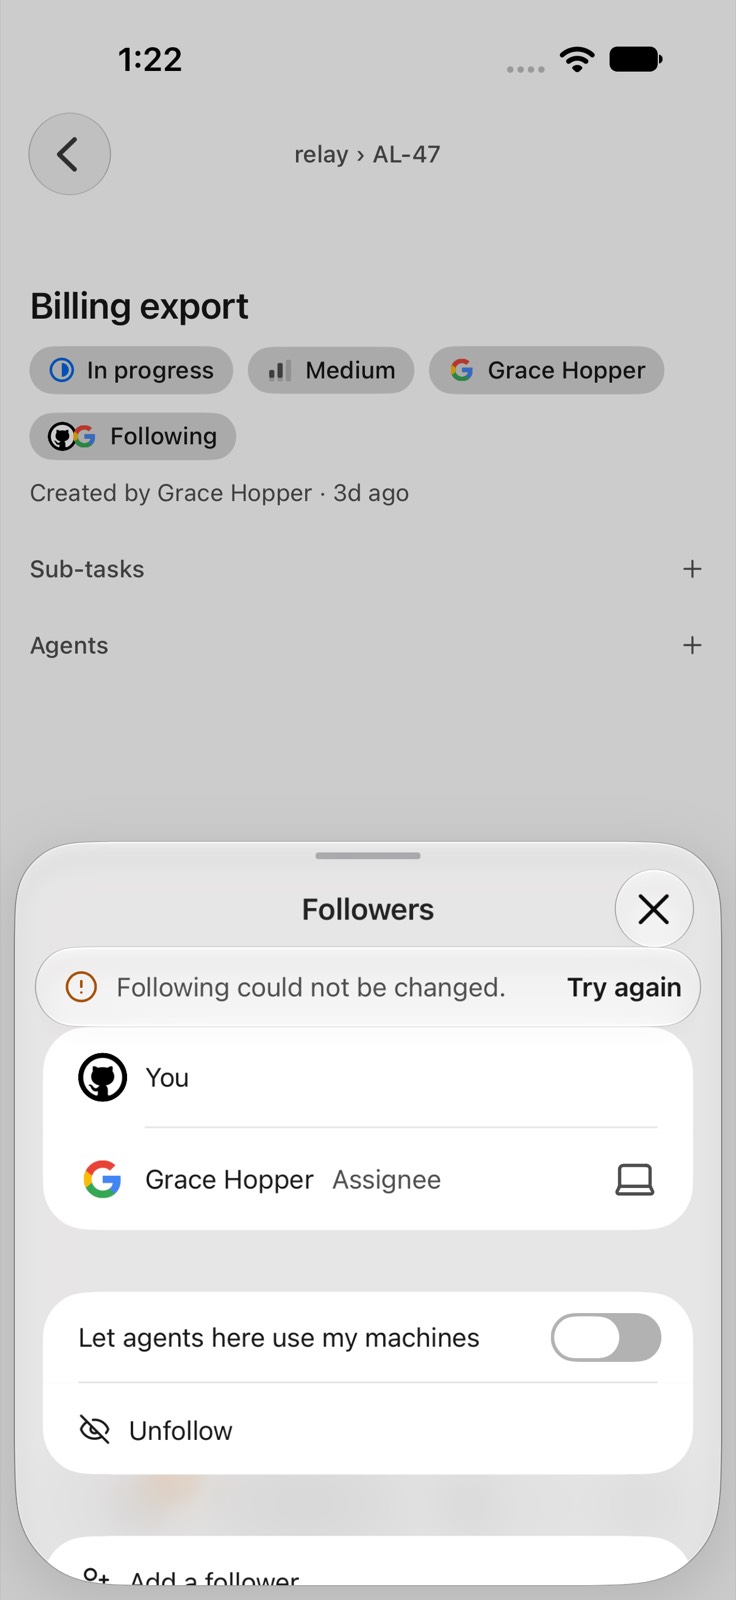 1:22
relay › AL-47
Billing export
In progress
Medium
Grace Hopper
Following
Created by Grace Hopper · 3d ago
Sub-tasks
Agents
Followers
Following could not be changed. Try again
You
Grace Hopper Assignee
Let agents here use my machines
Unfollow
Add a follower